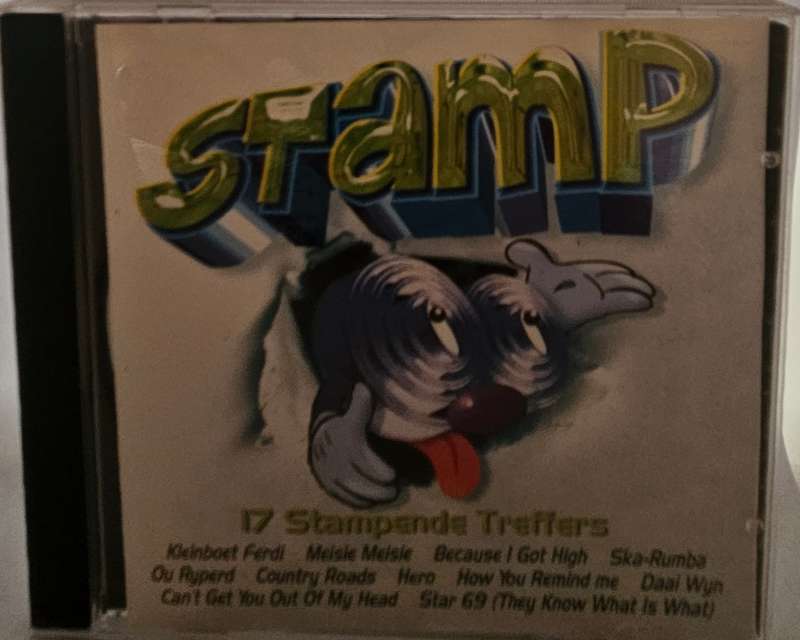 Stamp
17 Stampende Treffers
Kleinboet Ferdi Meisie Meisie Because I Got High Ska-Rumba
Ou Ryperd Country Roads Hero How You Remind me Daai Wyn
Can't Get You Out Of My Head Star 69 (They Know What Is What)